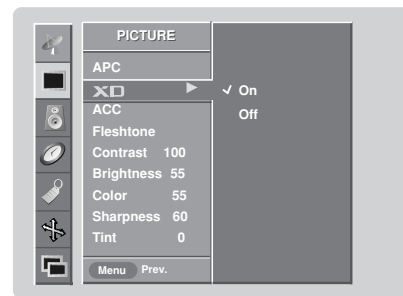 PICTURE
APC
XD
ACC
Fleshtone
Contrast 100
Brightness 55
Color 55
Sharpness 60
Tint 0
Menu Prev.
✓ On
Off